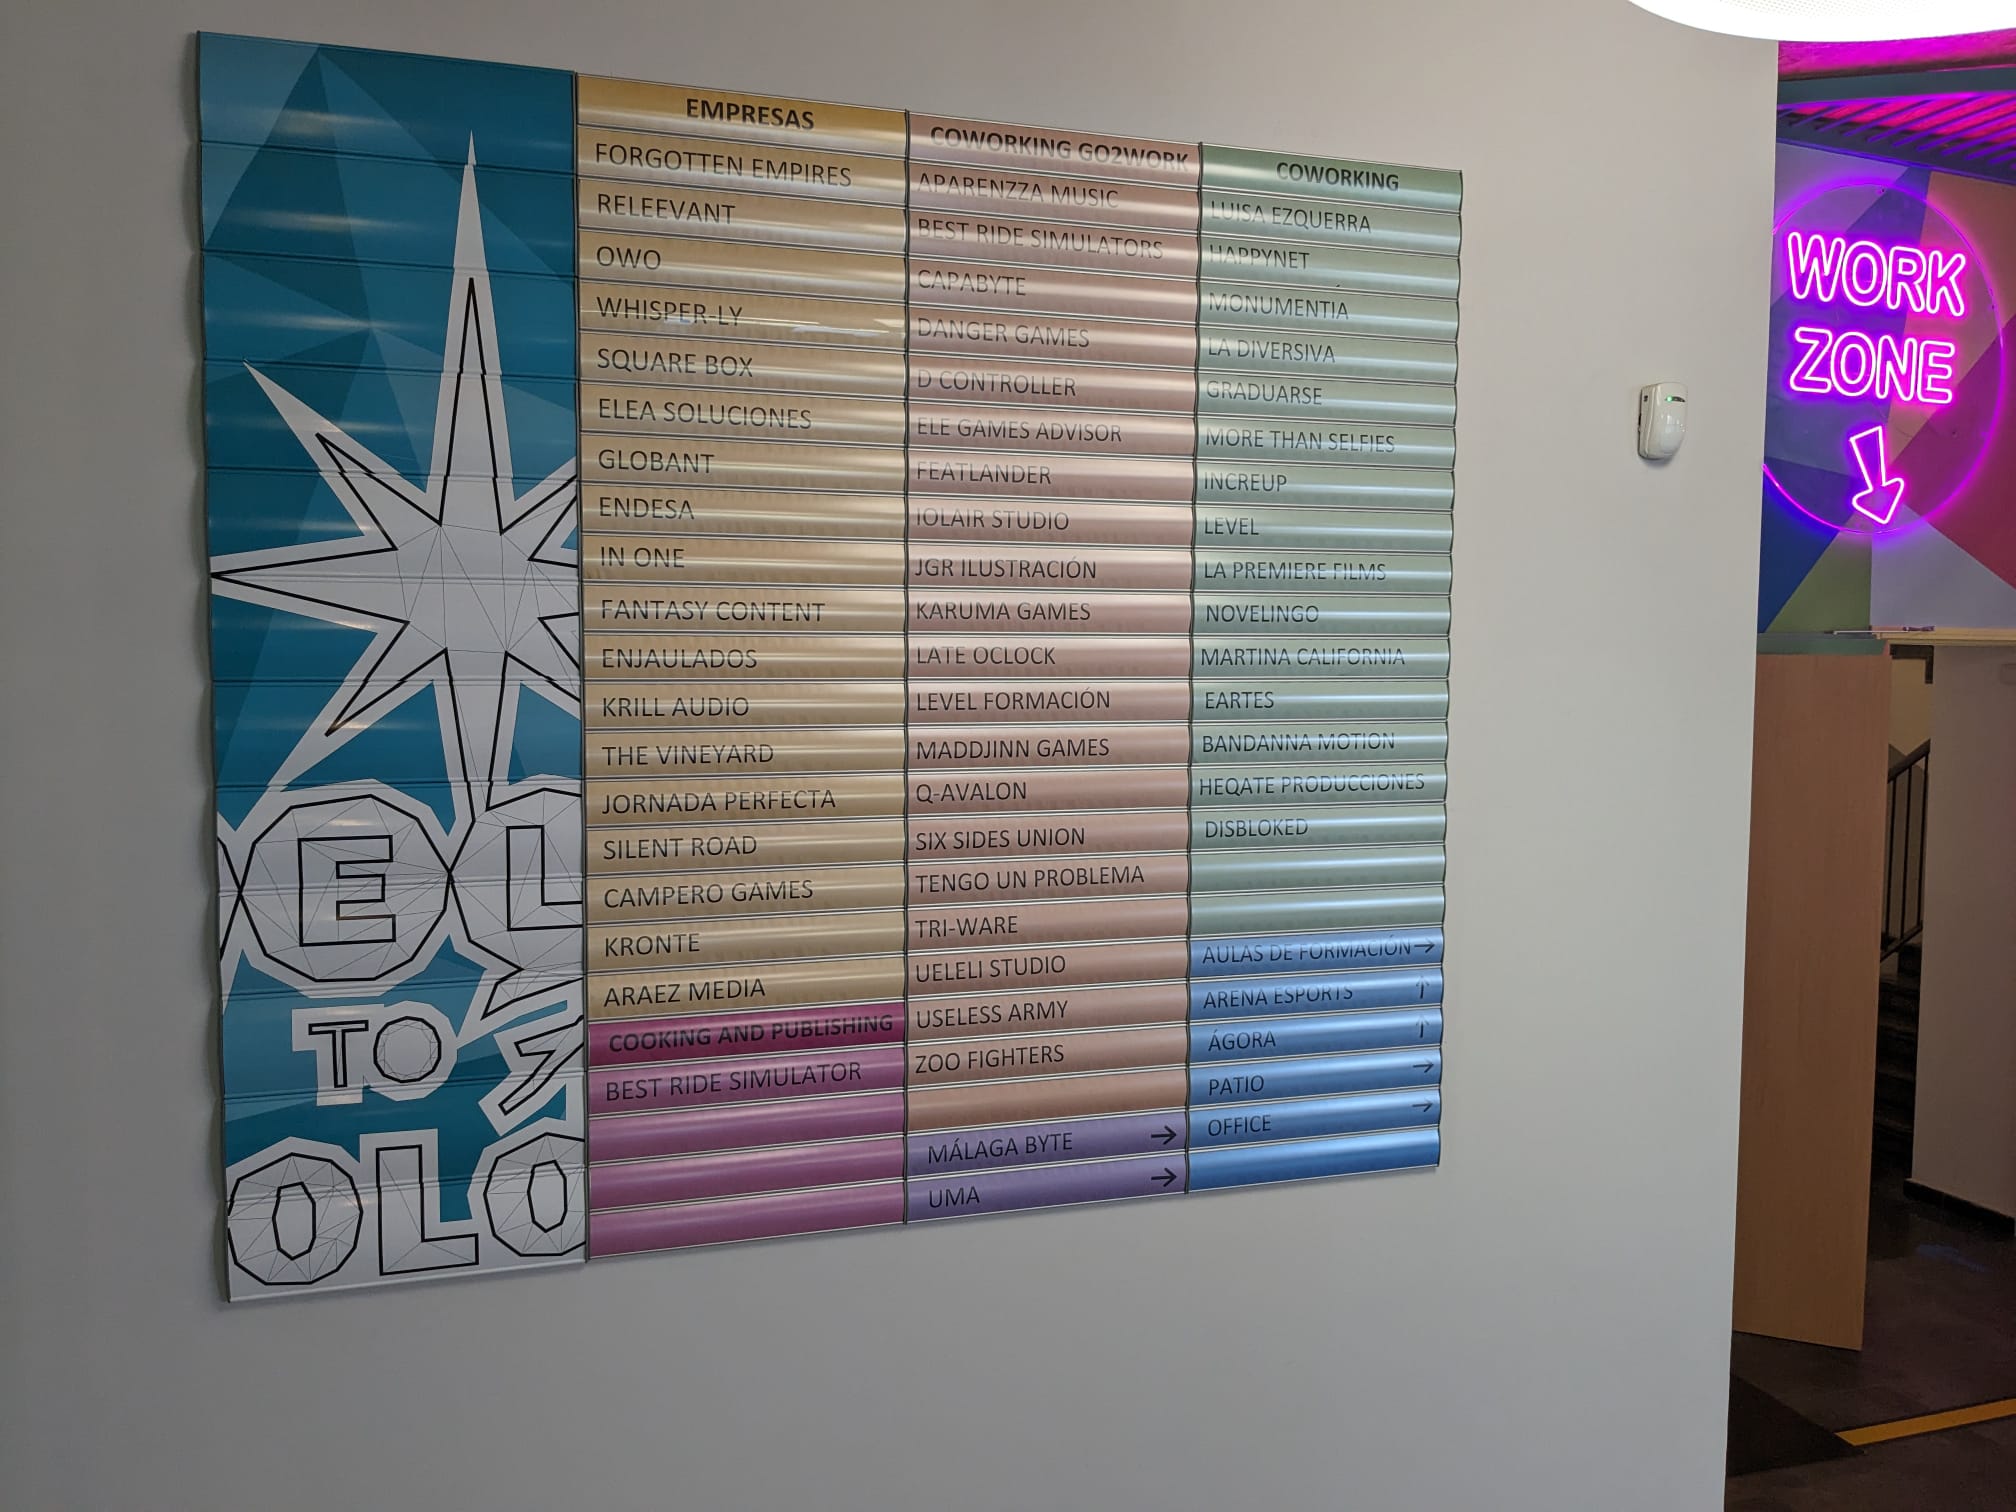 EMPRESAS
FORGOTTEN EMPIRES
RELEEVANT
OWO
WHISPER-LY
SQUARE BOX
ELEA SOLUCIONES
GLOBANT
ENDESA
IN ONE
FANTASY CONTENT
ENJAULADOS
KRILL AUDIO
THE VINEYARD
JORNADA PERFECTA
SILENT ROAD
CAMPERO GAMES
KRONTE
ARAEZ MEDIA
COOKING AND PUBLISHING
BEST RIDE SIMULATOR
COWORKING GO2WORK
APARENZZA MUSIC
BEST RIDE SIMULATORS
CAPABYTE
DANGER GAMES
D CONTROLLER
ELE GAMES ADVISOR
FEATLANDER
IOLAIR STUDIO
JGR ILUSTRACIÓN
KARUMA GAMES
LATE OCLOCK
LEVEL FORMACIÓN
MADDJINN GAMES
Q-AVALON
SIX SIDES UNION
TENGO UN PROBLEMA
TRI-WARE
UELELI STUDIO
USELESS ARMY
ZOO FIGHTERS
MÁLAGA BYTE →
UMA →
COWORKING
LUISA EZQUERRA
HAPPYNET
MONUMENTIA
LA DIVERSIVA
GRADUARSE
MORE THAN SELFIES
INCREUP
LEVEL
LA PREMIERE FILMS
NOVELINGO
MARTINA CALIFORNIA
EARTES
BANDANNA MOTION
HEQATE PRODUCCIONES
DISBLOKED
AULAS DE FORMACIÓN →
ARENA ESPORTS ↑
ÁGORA ↑
PATIO →
OFFICE →
EL
TO
OLO
WORK
ZONE